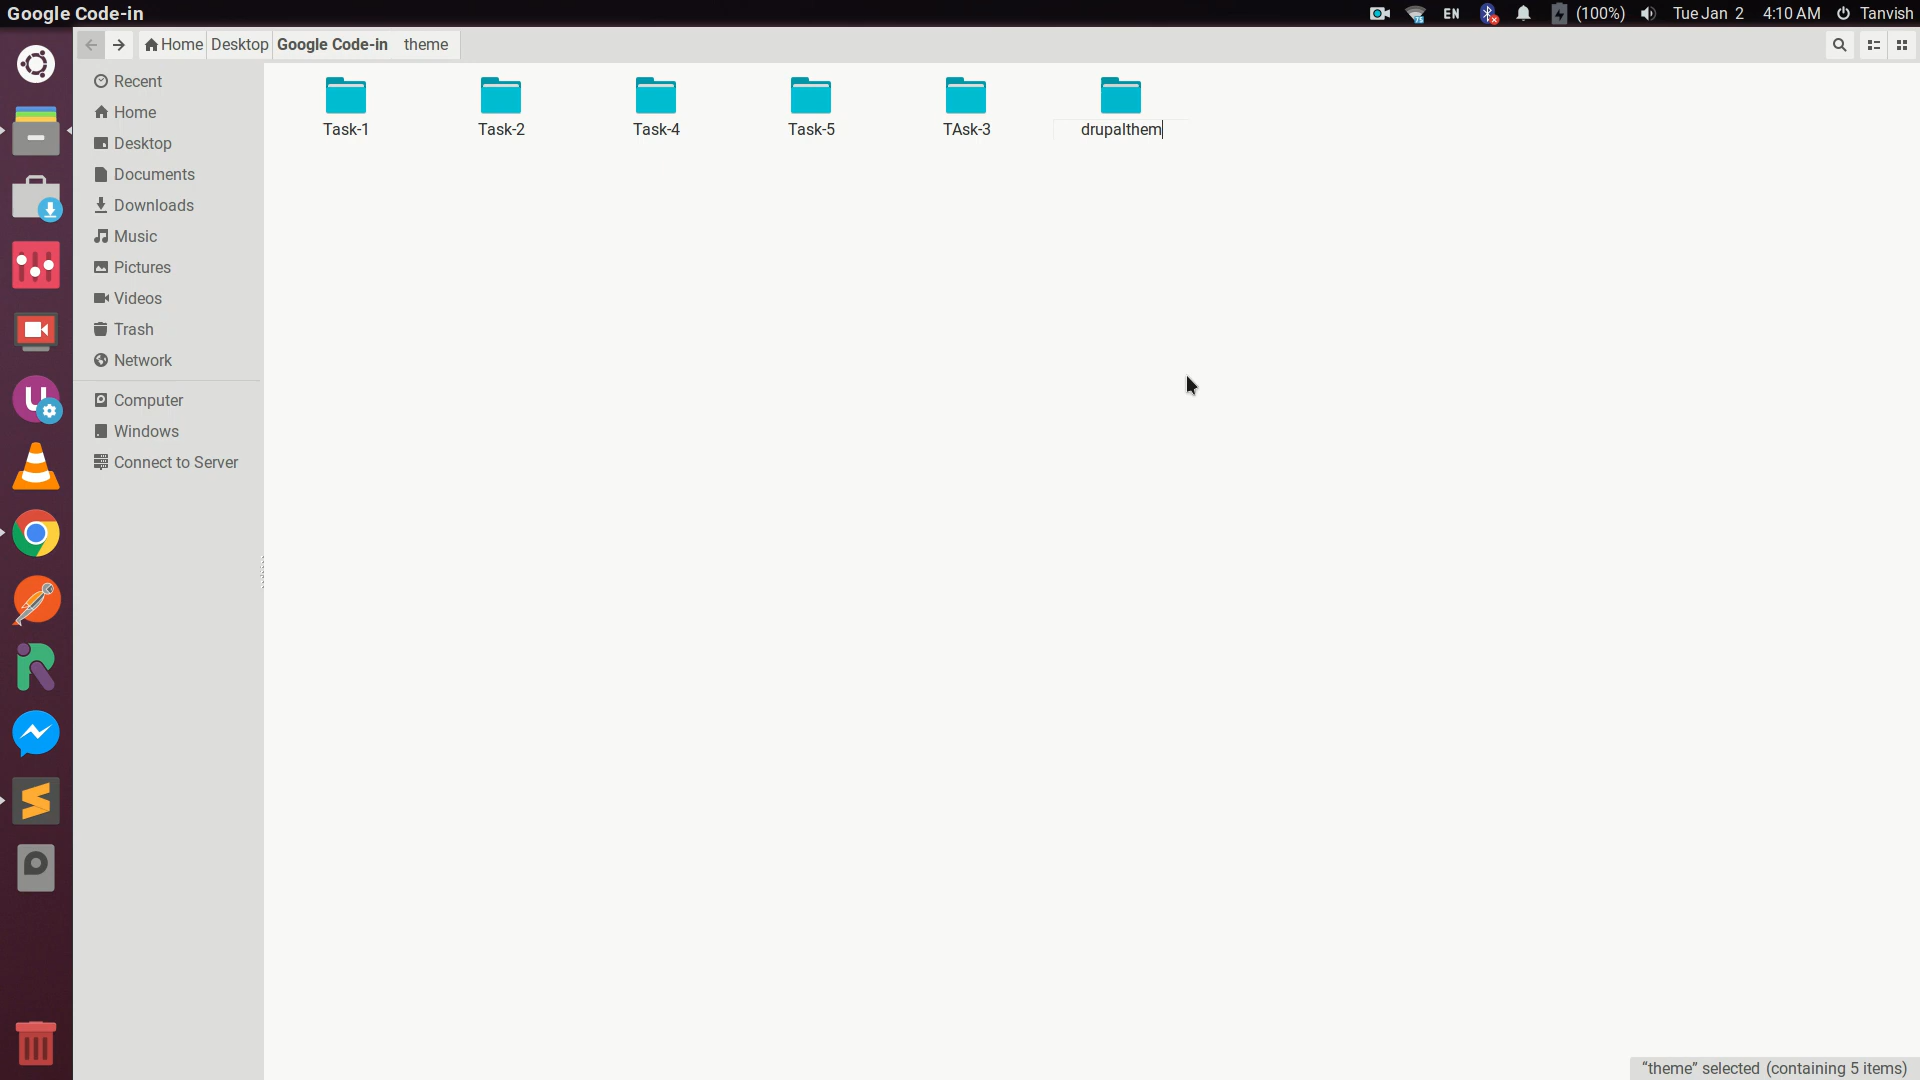 Google Code-in
EN
(100%)
Tue Jan 2
4:10 AM
Tanvish
Home
Desktop
Google Code-in
theme
Recent
Home
Desktop
Documents
Downloads
Music
Pictures
Videos
Trash
Network
Computer
Windows
Connect to Server
Task-1
Task-2
Task-4
Task-5
TAsk-3
drupalthem
U
75
“theme” selected (containing 5 items)